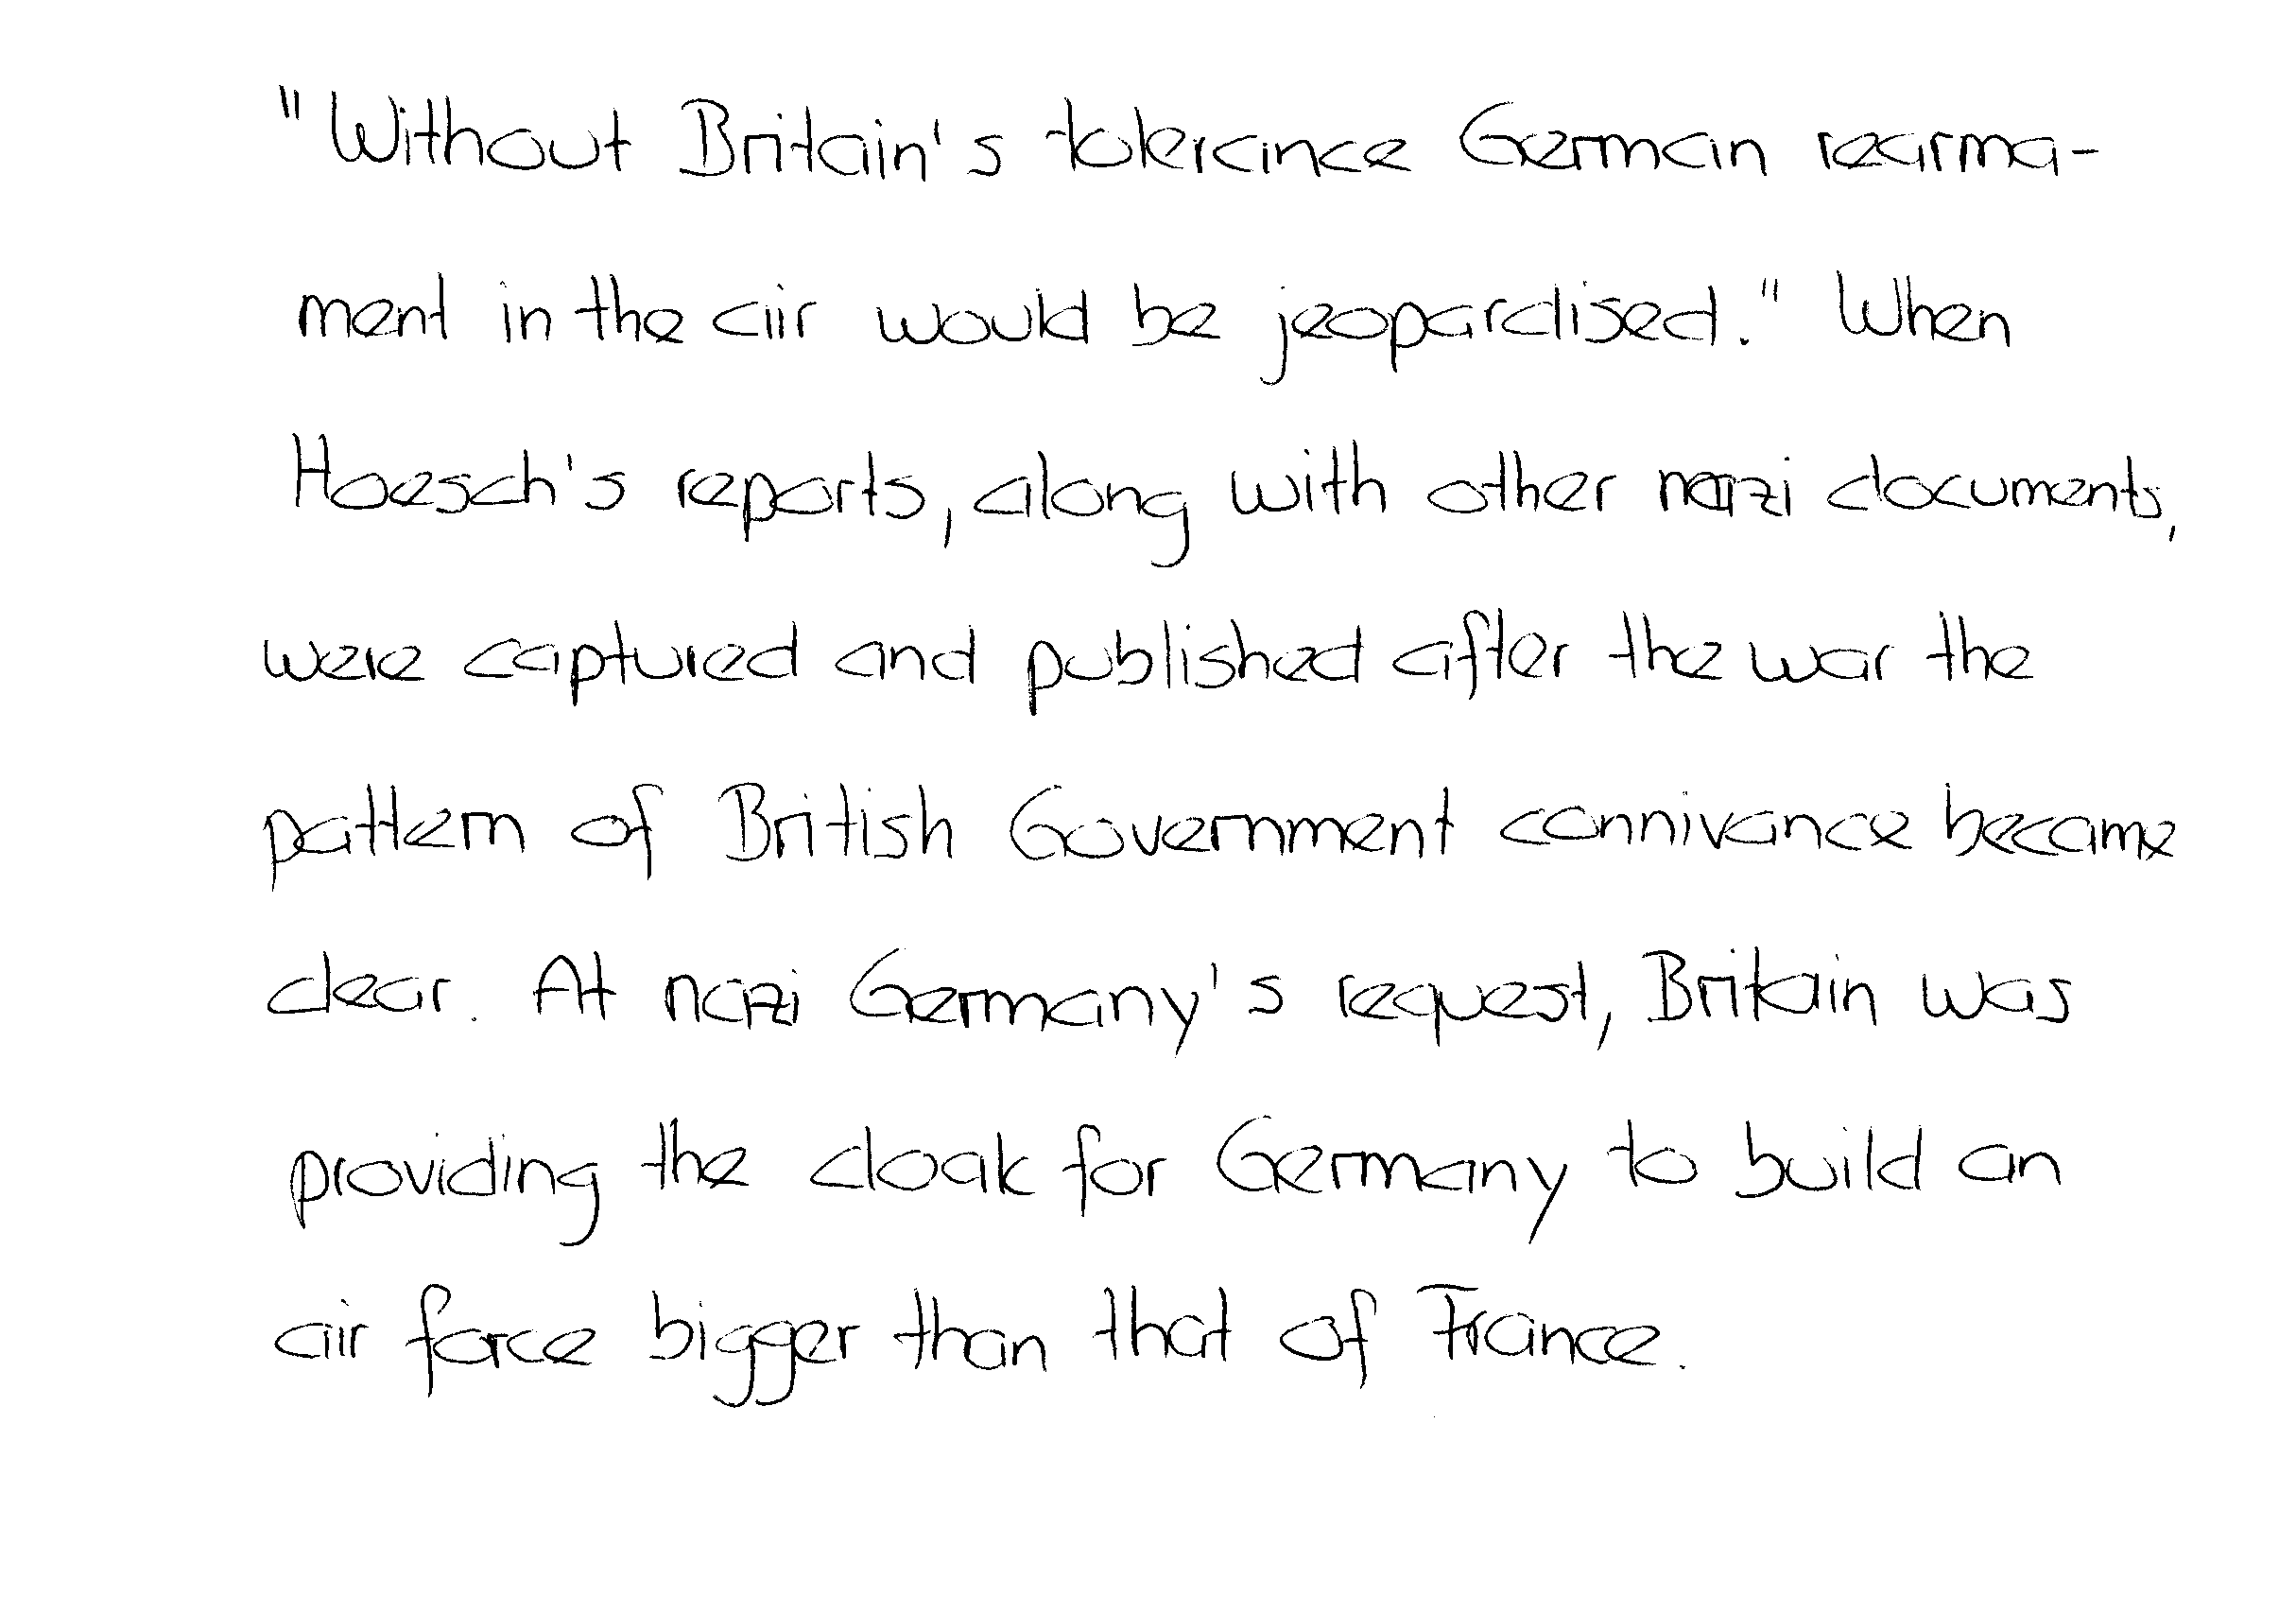 "Without Britain's tolerance German rearma-
ment in the air would be jeopardised." When
Hoesch's reports, along with other nazi documents,
were captured and published after the war the
pattern of British Government connivance became
clear. At nazi Germany's request, Britain was
providing the cloak for Germany to build an
air force bigger than that of France.